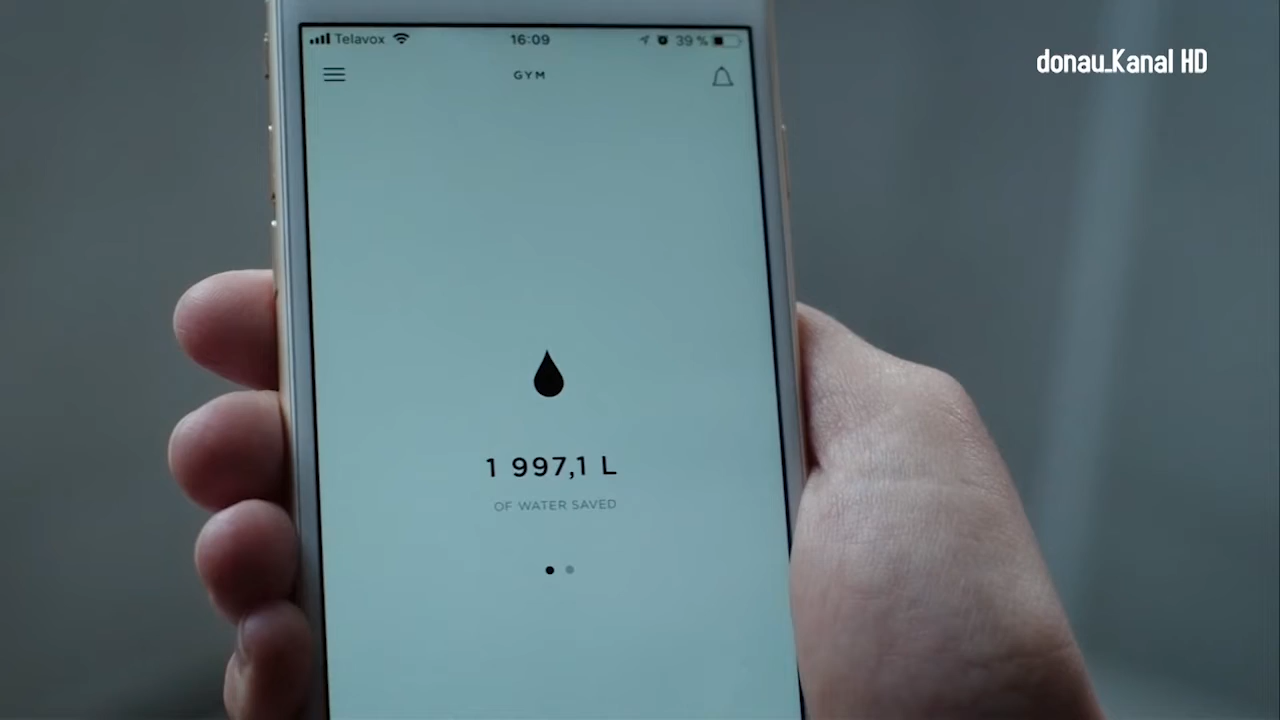 Telavox 16:09 39 %
GYM
donau_Kanal HD
1 997,1 L
OF WATER SAVED